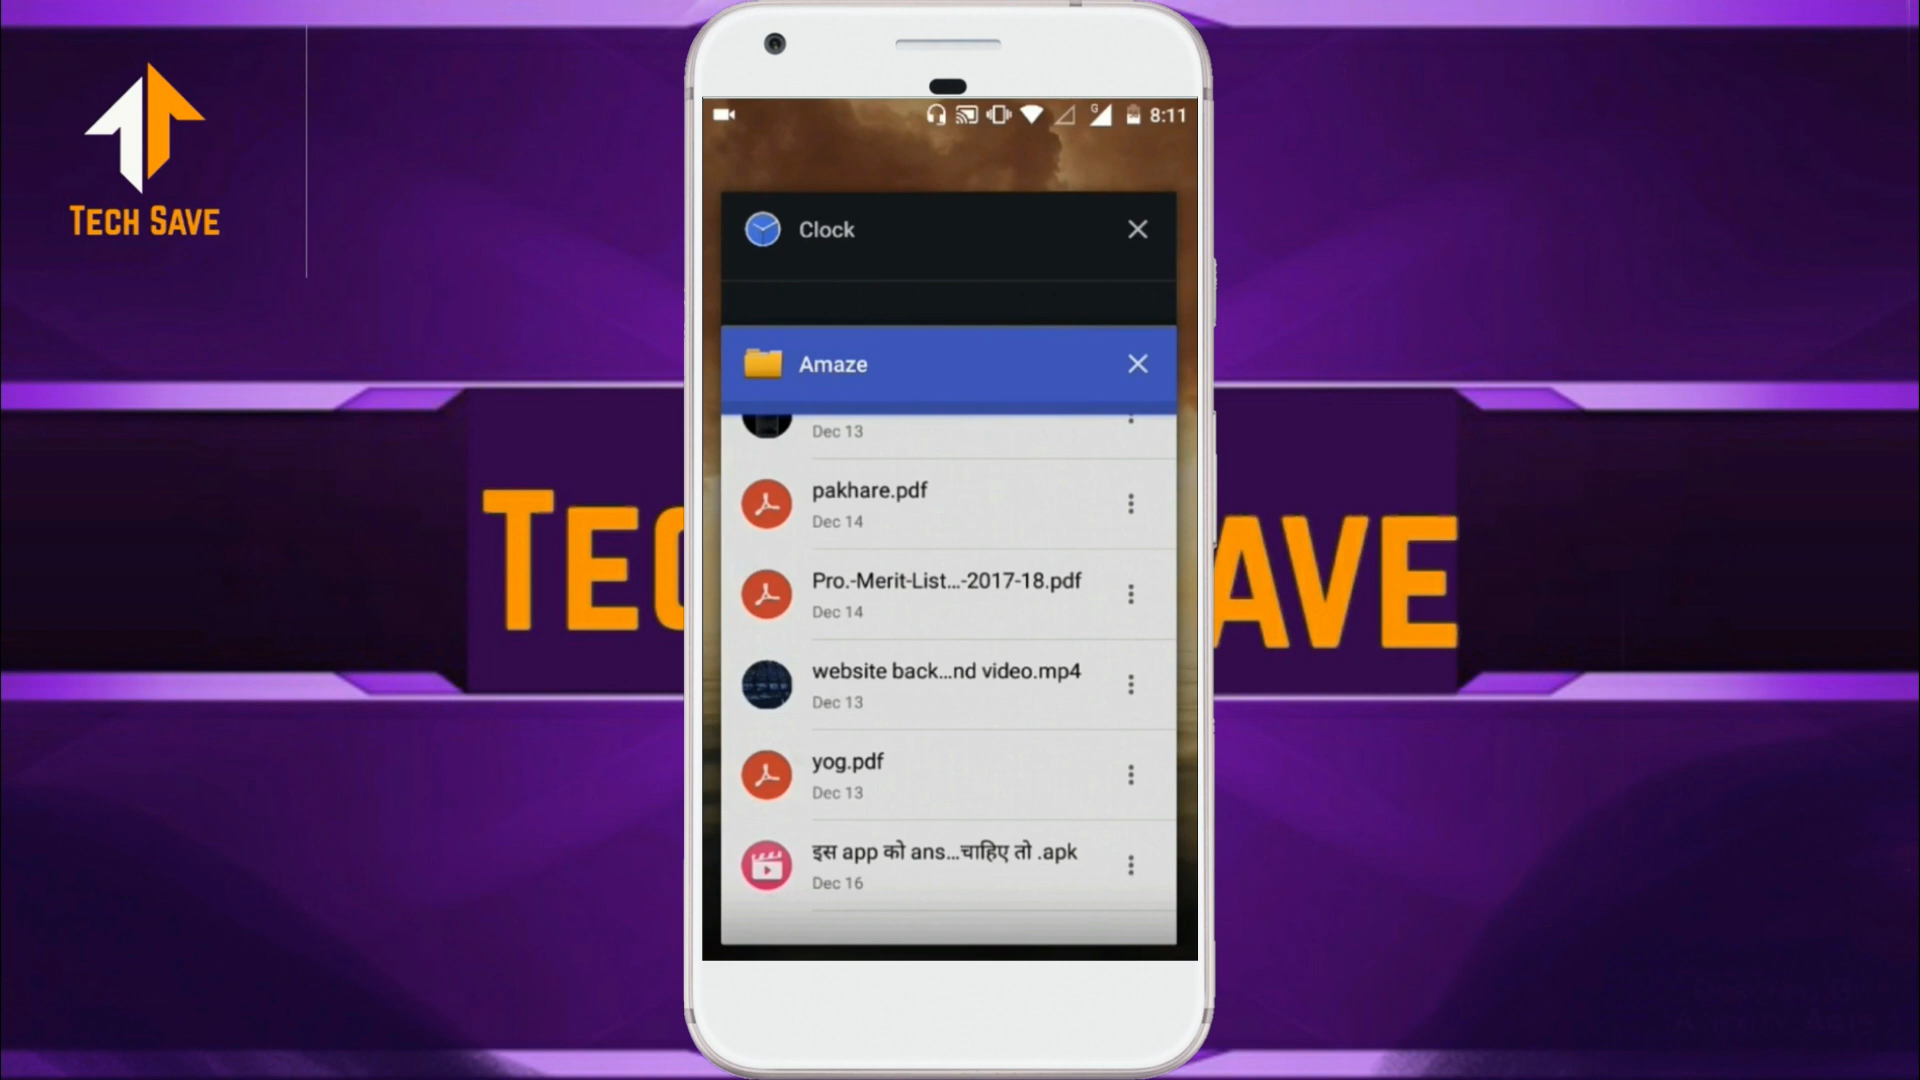 TECH SAVE
8:11
G
Clock
Amaze
Dec 13
pakhare.pdf
Dec 14
Pro.-Merit-List...-2017-18.pdf
Dec 14
website back...nd video.mp4
Dec 13
yog.pdf
Dec 13
इस app को ans...चाहिए तो .apk
Dec 16
TEC
AVE